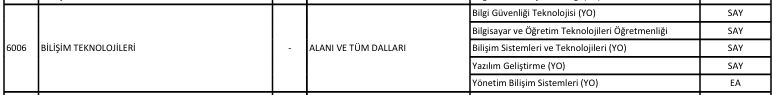 Bilgi Güvenliği Teknolojisi (YO) SAY
Bilgisayar ve Öğretim Teknolojileri Öğretmenliği SAY
6006 BİLİŞİM TEKNOLOJİLERİ - ALANI VE TÜM DALLARI Bilişim Sistemleri ve Teknolojileri (YO) SAY
Yazılım Geliştirme (YO) SAY
Yönetim Bilişim Sistemleri (YO) EA